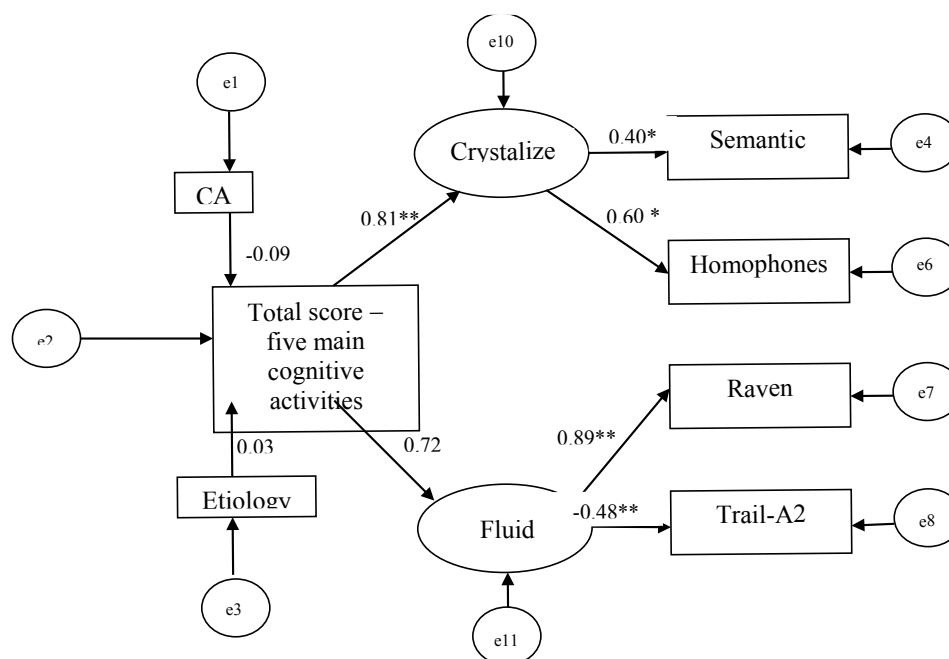 e10
e1
Crystalize
0.40*
Semantic
e4
CA
0.81**
0.60 *
-0.09
Homophones
e6
Total score –
five main
cognitive
activities
e2
Raven
e7
0.03
0.72
0.89**
Etiology
-0.48**
Trail-A2
e8
Fluid
e3
e11